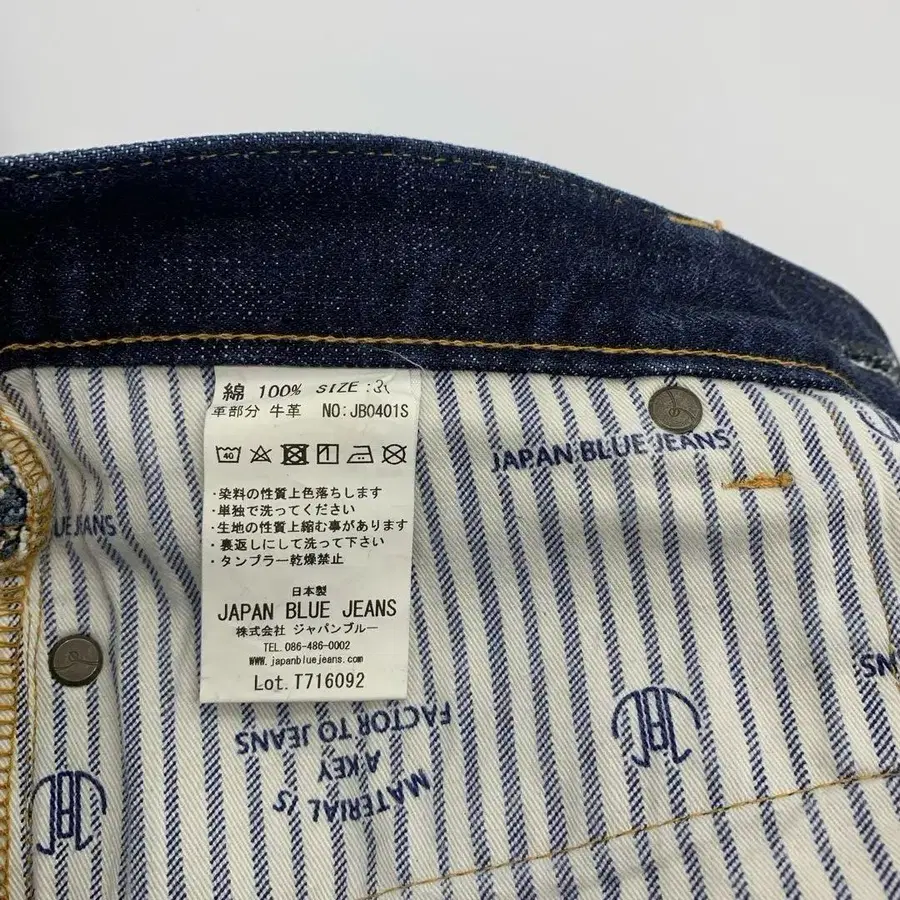 綿 100% SIZE :3
革部分 牛革 NO:JB0401S
40
・染料の性質上色落ちします
・単独で洗ってください
・生地の性質上縮む事があります
・裏返しにして洗って下さい
・タンブラー乾燥禁止
日本製
JAPAN BLUE JEANS
株式会社 ジャパンブルー
TEL.086-486-0002
www.japanbluejeans.com
Lot.T716092
JAPAN BLUE JEANS
UE JEANS
NS
MATERIAL IS
A KEY
FACTOR TO JEANS
JBJ
JBJ